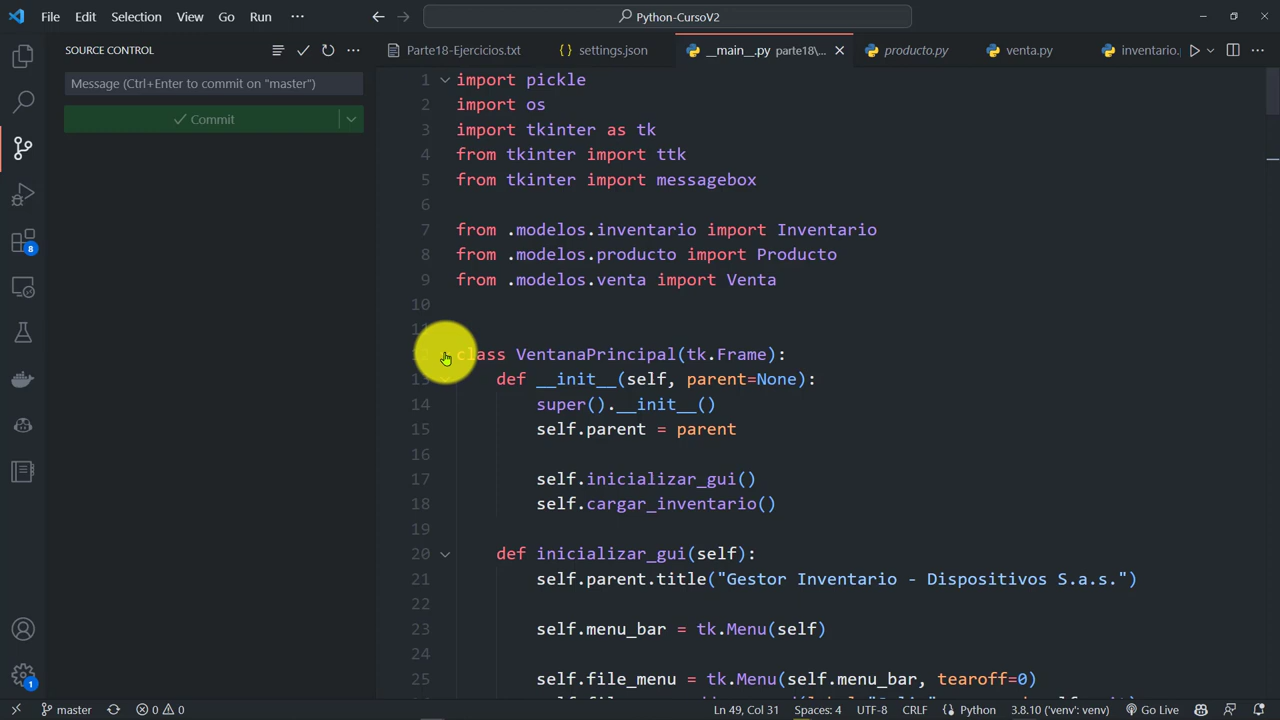 File Edit Selection View Go Run ··· Python-CursoV2
SOURCE CONTROL
Message (Ctrl+Enter to commit on "master")
Commit
Parte18-Ejercicios.txt settings.json __main__.py parte18\... producto.py venta.py inventario.
1 import pickle
2 import os
3 import tkinter as tk
4 from tkinter import ttk
5 from tkinter import messagebox
6
7 from .modelos.inventario import Inventario
8 from .modelos.producto import Producto
9 from .modelos.venta import Venta
10
11
12 class VentanaPrincipal(tk.Frame):
13 def __init__(self, parent=None):
14 super().__init__()
15 self.parent = parent
16
17 self.inicializar_gui()
18 self.cargar_inventario()
19
20 def inicializar_gui(self):
21 self.parent.title("Gestor Inventario - Dispositivos S.a.s.")
22
23 self.menu_bar = tk.Menu(self)
24
25 self.file_menu = tk.Menu(self.menu_bar, tearoff=0)
8
1
master 0 0 Ln 49, Col 31 Spaces: 4 UTF-8 CRLF Python 3.8.10 ('venv': venv) Go Live